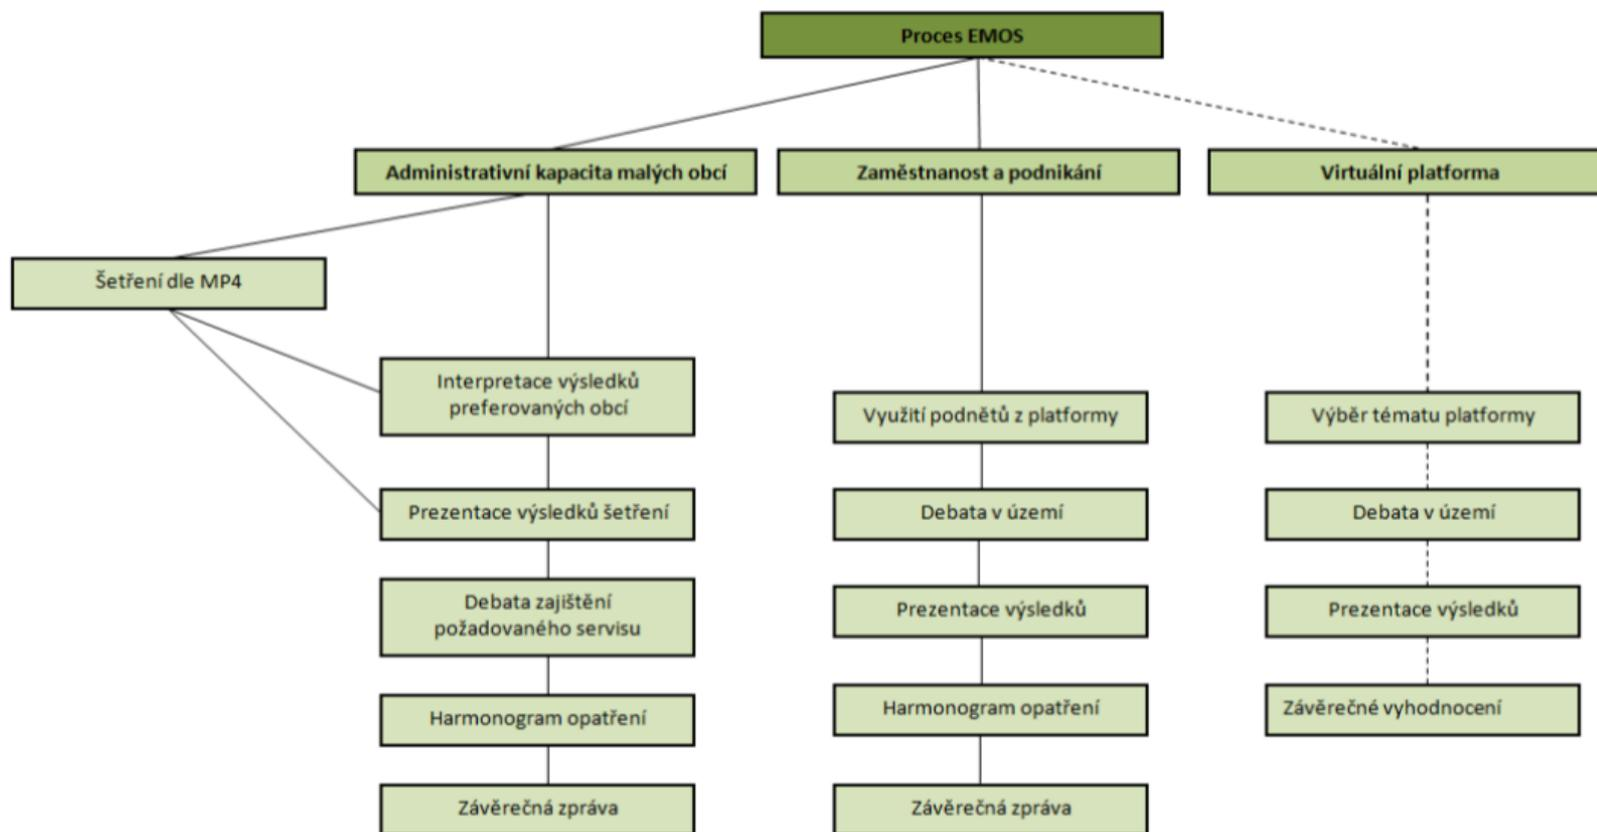 Proces EMOS
Administrativní kapacita malých obcí
Zaměstnanost a podnikání
Virtuální platforma
Šetření dle MP4
Interpretace výsledků
preferovaných obcí
Prezentace výsledků šetření
Debata zajištění
požadovaného servisu
Harmonogram opatření
Závěrečná zpráva
Využití podnětů z platformy
Debata v území
Prezentace výsledků
Harmonogram opatření
Závěrečná zpráva
Výběr tématu platformy
Debata v území
Prezentace výsledků
Závěrečné vyhodnocení